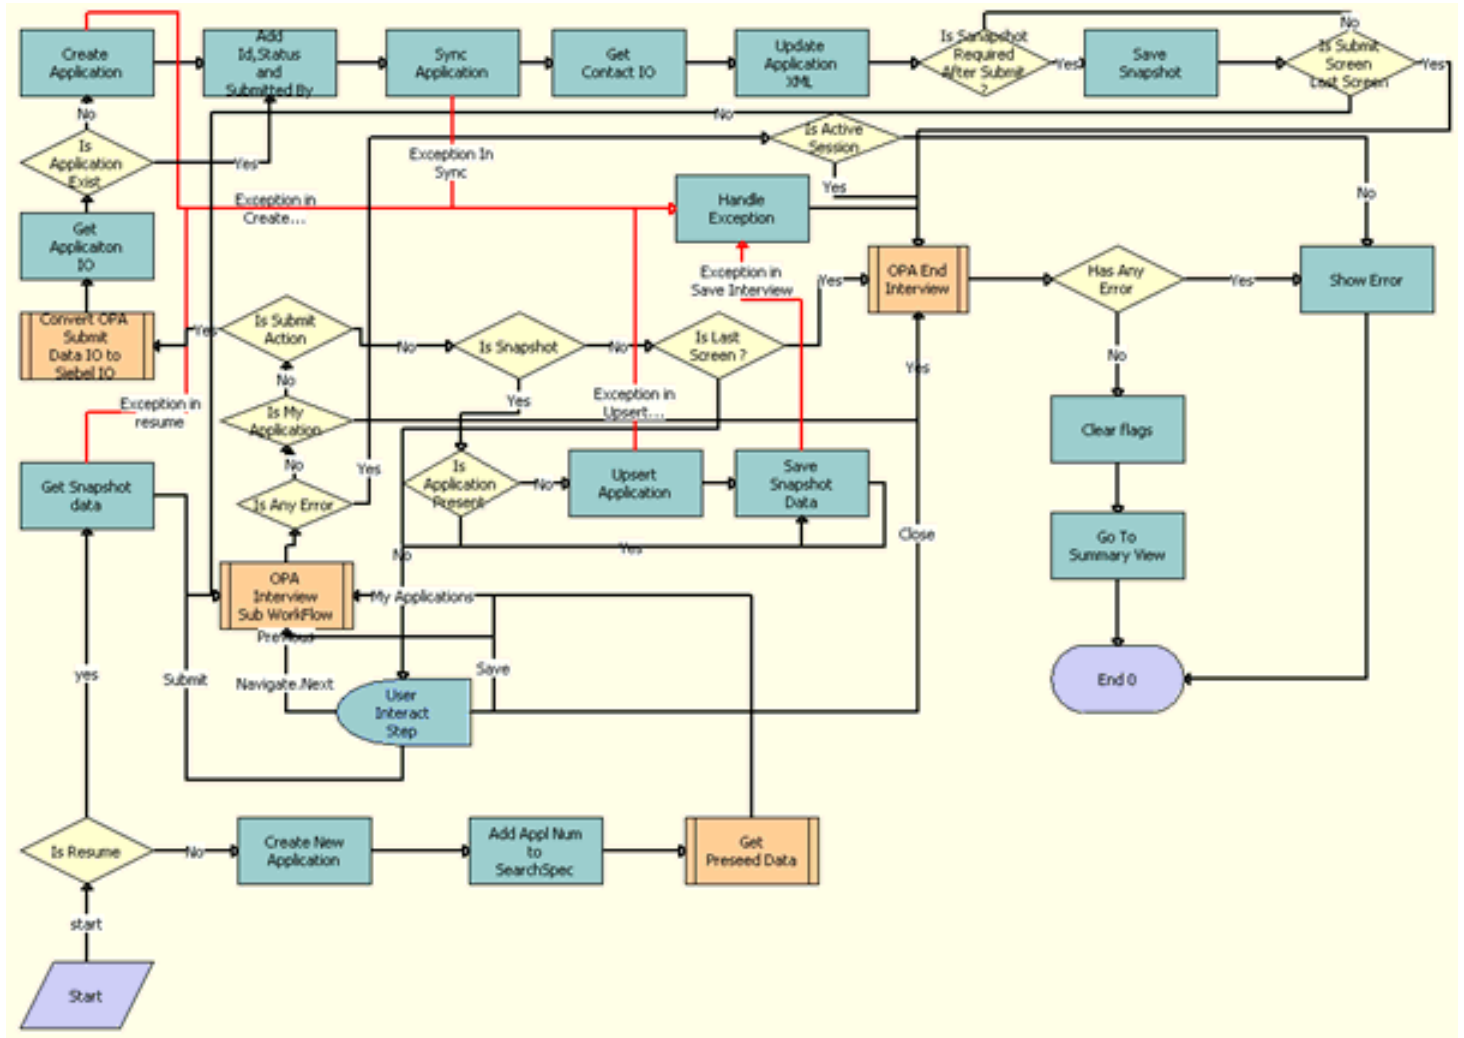 Create
Application
Add
Id,Status
and
Submitted By
Sync
Application
Get
Contact IO
Update
Application
XML
Is Sanapshot
Required
After Submit
?
Yes
Save
Snapshot
No
Is Submit
Screen
Last Screen
Yes
No
No
Is
Application
Exist
Yes
Exception In
Sync
Is Active
Session
Yes
No
Exception in
Create...
Handle
Exception
Get
Applicaiton
IO
Exception in
Save Interview
Yes
OPA End
Interview
Has Any
Error
Yes
Show Error
Convert OPA
Submit
Data IO to
Siebel IO
Yes
Is Submit
Action
No
Is Snapshot
No
Is Last
Screen ?
No
Yes
No
Exception in
resume
Is My
Application
Yes
Exception in
Upsert...
Clear flags
No
Yes
Get Snapshot
data
Is Any Error
Is
Application
Present
No
Upsert
Application
Save
Snapshot
Data
No
Yes
Close
Go To
Summary View
OPA
Interview
Sub WorkFlow
My Applications
Previous
yes
Submit
Navigate.Next
Save
User
Interact
Step
End 0
Is Resume
No
Create New
Application
Add Appl Num
to
SearchSpec
Get
Preseed Data
start
Start